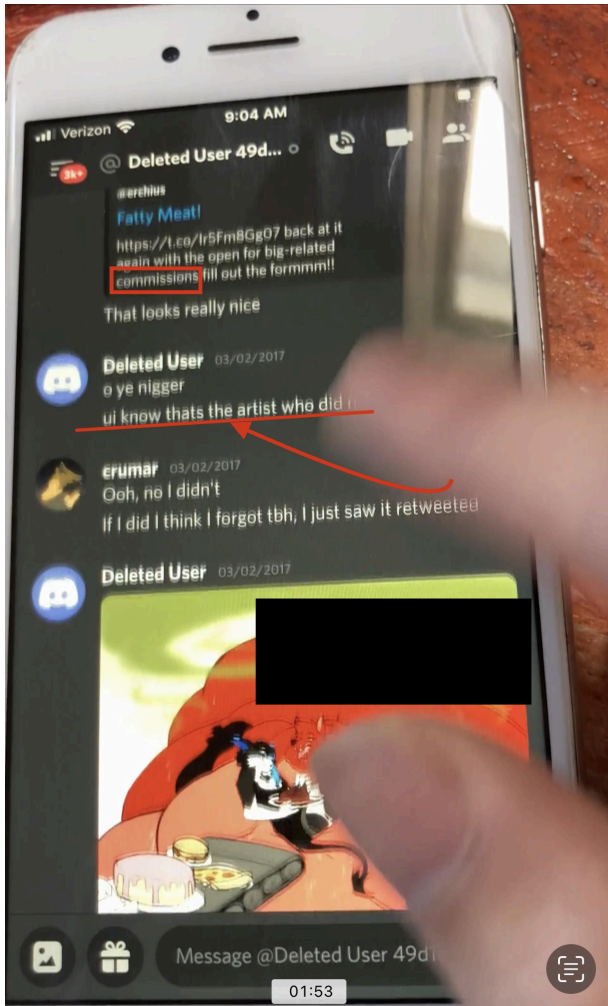 Verizon
9:04 AM
3k+
@ Deleted User 49d...
#erchius
Fatty Meat!
https://t.co/Ir5Fm8Gg07 back at it
again with the open for big-related
commissions fill out the formmm!!
That looks really nice
Deleted User 03/02/2017
o ye nigger
ui know thats the artist who did
crumar 03/02/2017
Ooh, no I didn't
If I did I think I forgot tbh, I just saw it retweeted
Deleted User 03/02/2017
Message @Deleted User 49d1
01:53